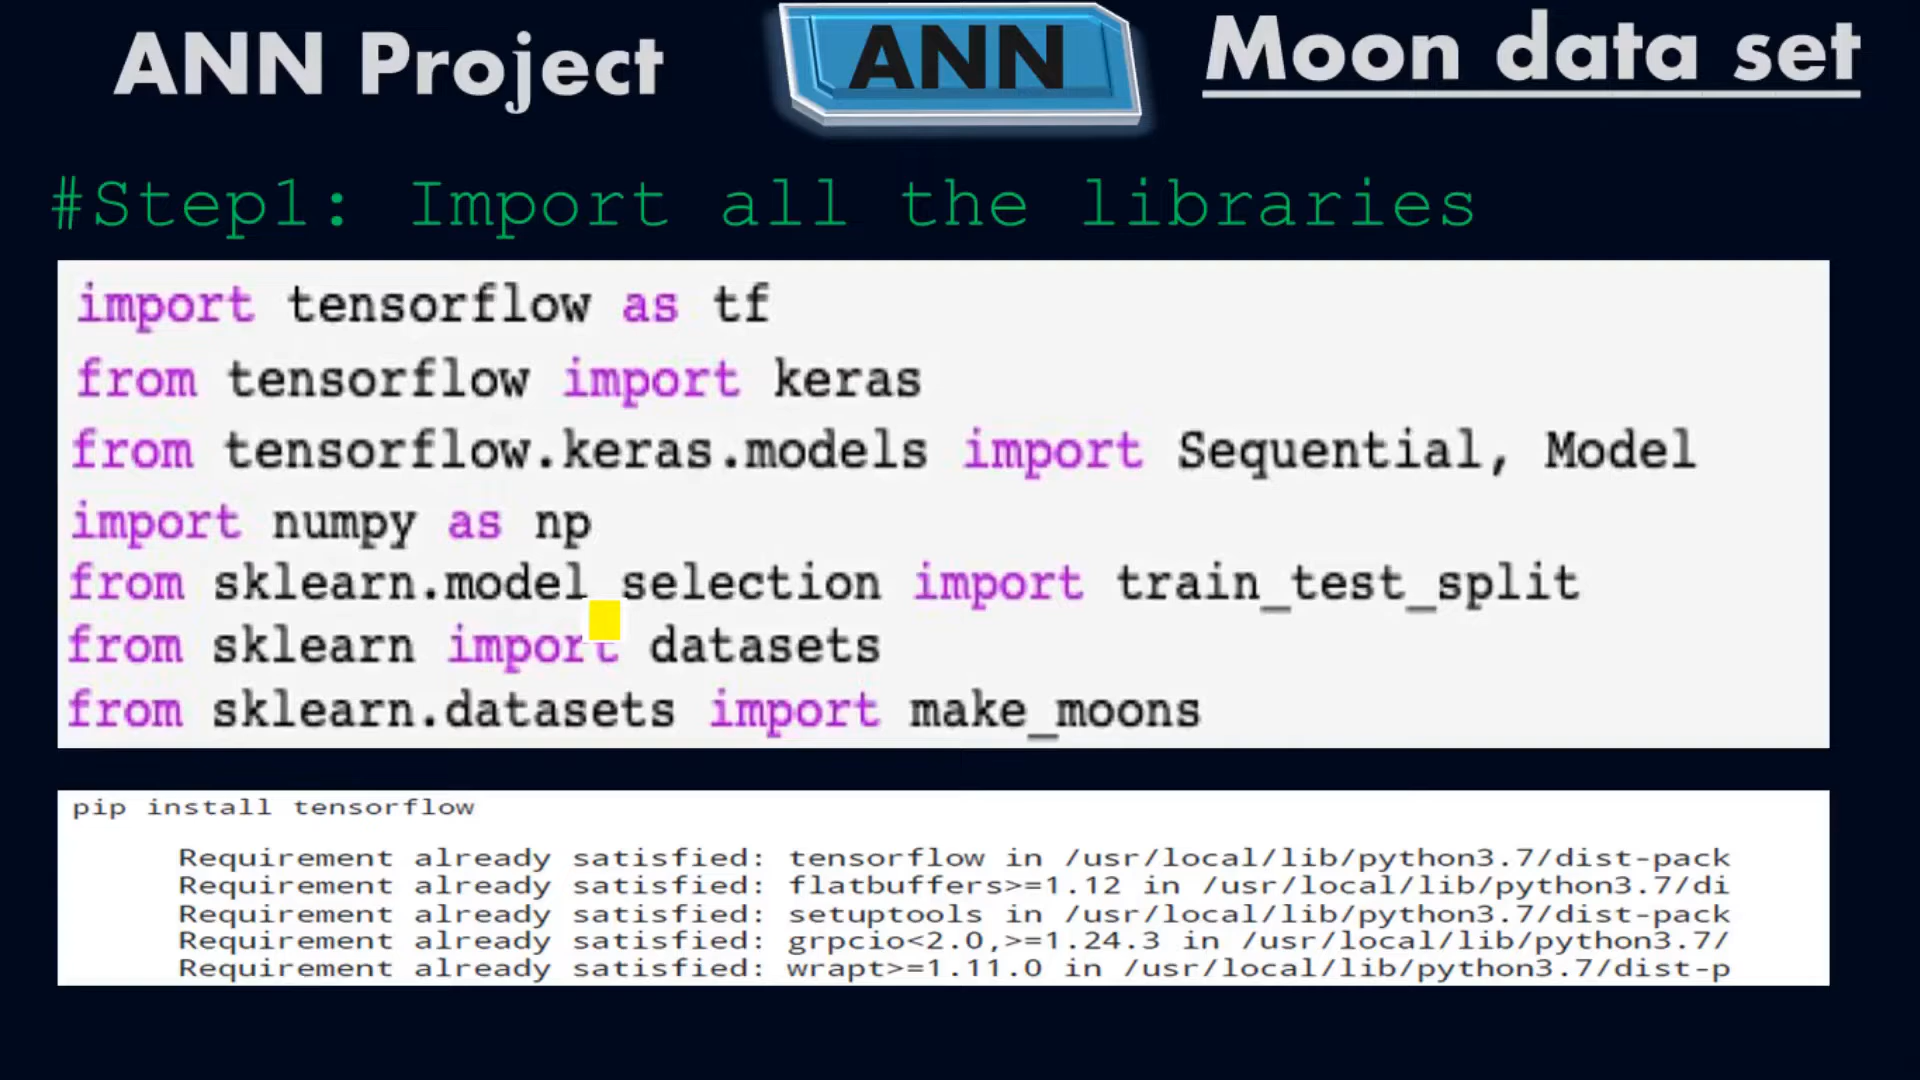 ANN Project
ANN
Moon data set
#Step1: Import all the libraries
import tensorflow as tf
from tensorflow import keras
from tensorflow.keras.models import Sequential, Model
import numpy as np
from sklearn.model_selection import train_test_split
from sklearn import datasets
from sklearn.datasets import make_moons
pip install tensorflow
Requirement already satisfied: tensorflow in /usr/local/lib/python3.7/dist-pack
Requirement already satisfied: flatbuffers>=1.12 in /usr/local/lib/python3.7/di
Requirement already satisfied: setuptools in /usr/local/lib/python3.7/dist-pack
Requirement already satisfied: grpcio<2.0,>=1.24.3 in /usr/local/lib/python3.7/
Requirement already satisfied: wrapt>=1.11.0 in /usr/local/lib/python3.7/dist-p